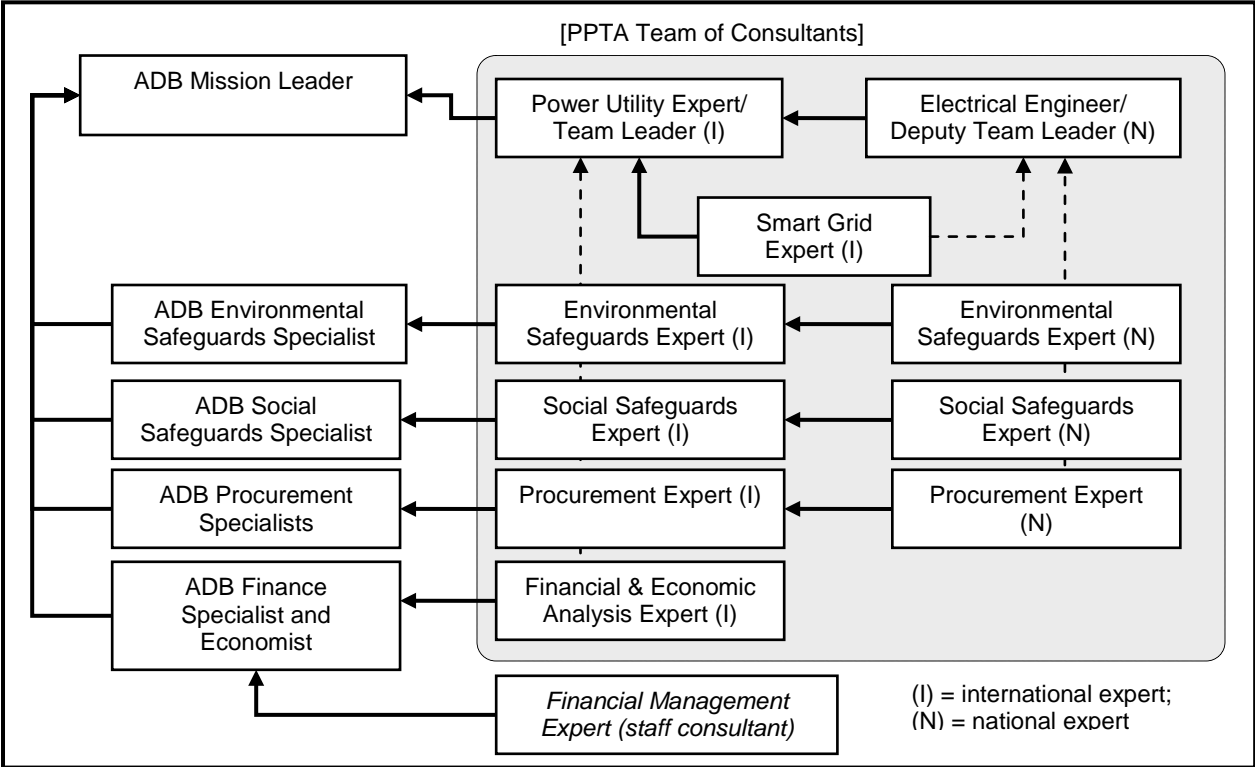 [PPTA Team of Consultants]
ADB Mission Leader
Power Utility Expert/
Team Leader (I)
Electrical Engineer/
Deputy Team Leader (N)
Smart Grid
Expert (I)
ADB Environmental
Safeguards Specialist
Environmental
Safeguards Expert (I)
Environmental
Safeguards Expert (N)
ADB Social
Safeguards Specialist
Social Safeguards
Expert (I)
Social Safeguards
Expert (N)
ADB Procurement
Specialists
Procurement Expert (I)
Procurement Expert
(N)
ADB Finance
Specialist and
Economist
Financial & Economic
Analysis Expert (I)
Financial Management
Expert (staff consultant)
(I) = international expert;
(N) = national expert